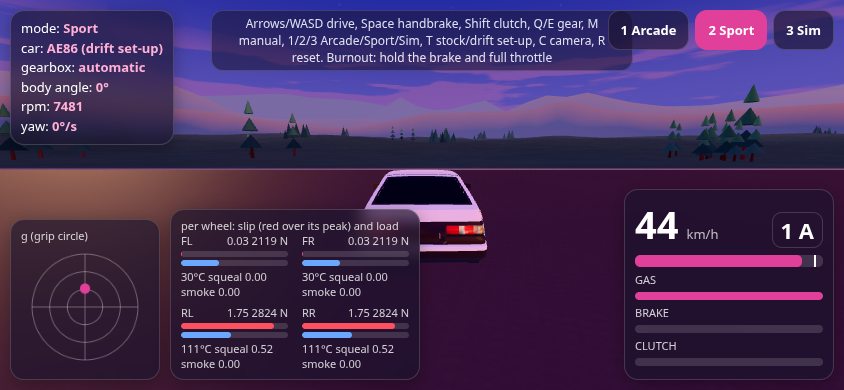 mode: Sport
car: AE86 (drift set-up)
gearbox: automatic
body angle: 0°
rpm: 7481
yaw: 0°/s
Arrows/WASD drive, Space handbrake, Shift clutch, Q/E gear, M
manual, 1/2/3 Arcade/Sport/Sim, T stock/drift set-up, C camera, R
reset. Burnout: hold the brake and full throttle
1 Arcade
2 Sport
3 Sim
g (grip circle)
per wheel: slip (red over its peak) and load
FL 0.03 2119 N
30°C squeal 0.00
smoke 0.00
FR 0.03 2119 N
30°C squeal 0.00
smoke 0.00
RL 1.75 2824 N
111°C squeal 0.52
smoke 0.00
RR 1.75 2824 N
111°C squeal 0.52
smoke 0.00
44 km/h
1 A
GAS
BRAKE
CLUTCH